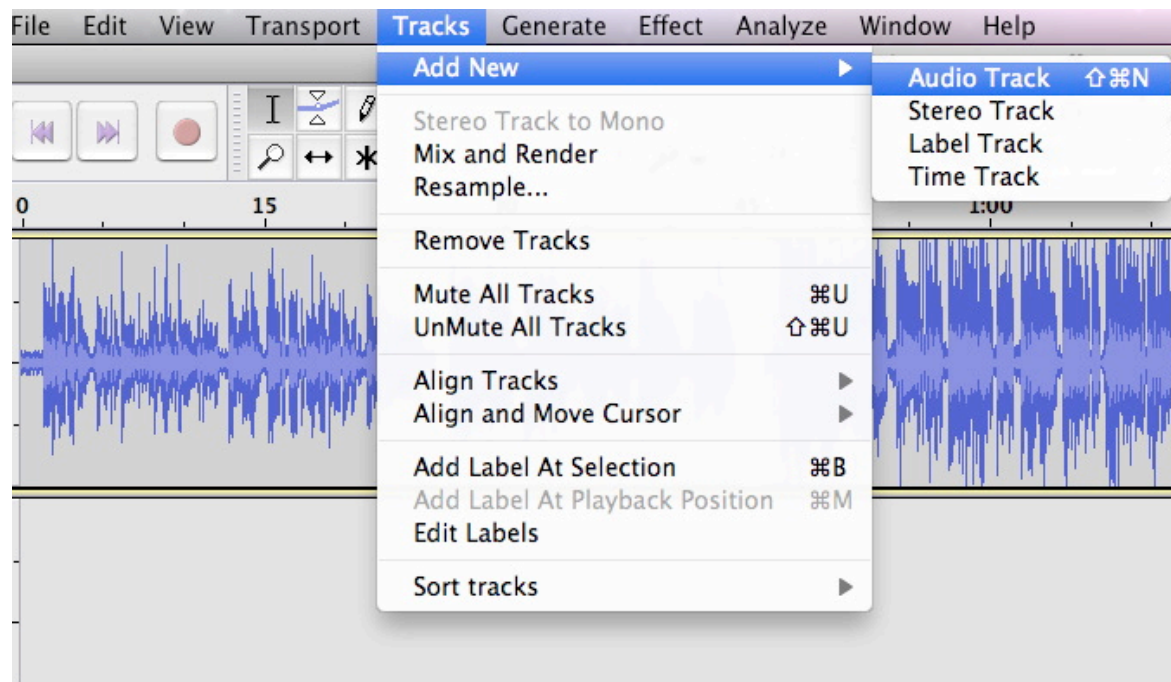 File Edit View Transport Tracks Generate Effect Analyze Window Help
Add New
Audio Track ⇧⌘N
Stereo Track
Label Track
Time Track
Stereo Track to Mono
Mix and Render
Resample...
0 15 1:00
Remove Tracks
Mute All Tracks ⌘U
UnMute All Tracks ⇧⌘U
Align Tracks
Align and Move Cursor
Add Label At Selection ⌘B
Add Label At Playback Position ⌘M
Edit Labels
Sort tracks